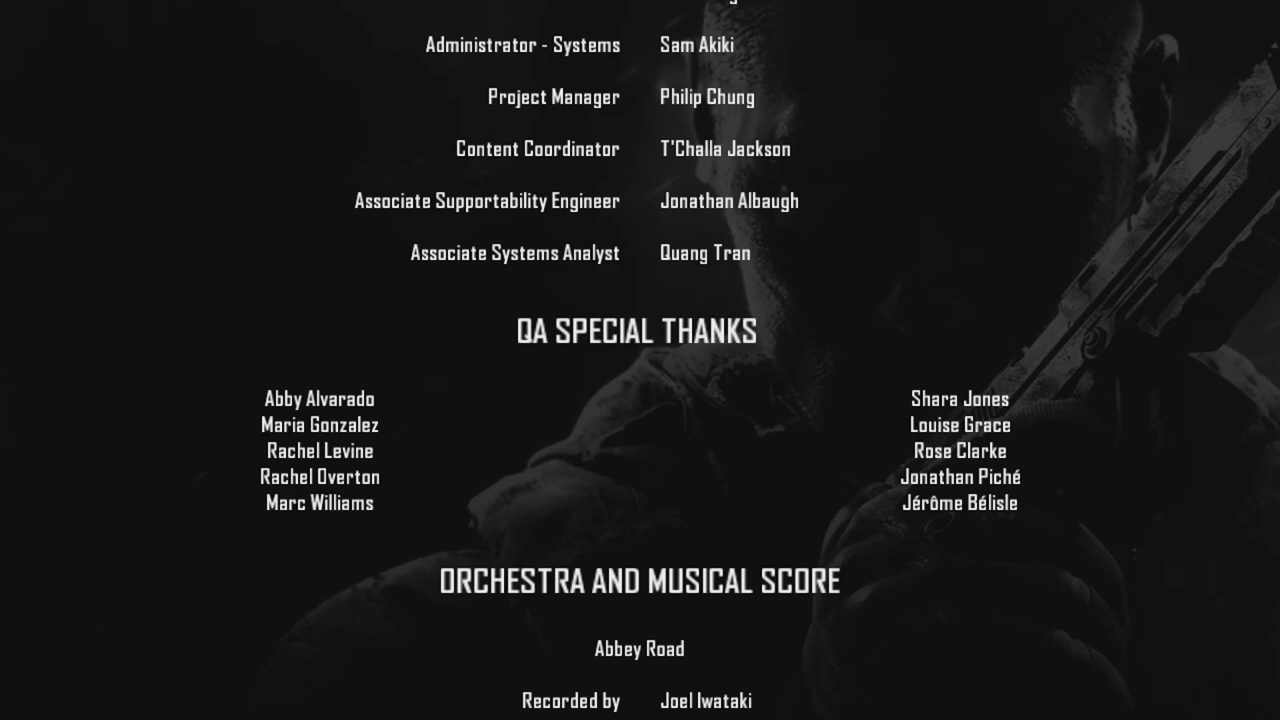 Administrator - Systems Sam Akiki
Project Manager Philip Chung
Content Coordinator T'Challa Jackson
Associate Supportability Engineer Jonathan Albaugh
Associate Systems Analyst Quang Tran
QA SPECIAL THANKS
Abby Alvarado Shara Jones
Maria Gonzalez Louise Grace
Rachel Levine Rose Clarke
Rachel Overton Jonathan Piché
Marc Williams Jérôme Bélisle
ORCHESTRA AND MUSICAL SCORE
Abbey Road
Recorded by Joel Iwataki